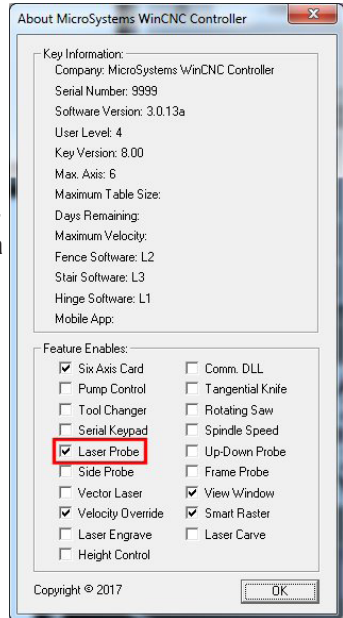 About MicroSystems WinCNC Controller
Key Information:
Company: MicroSystems WinCNC Controller
Serial Number: 9999
Software Version: 3.0.13a
User Level: 4
Key Version: 8.00
Max. Axis: 6
Maximum Table Size:
Days Remaining:
Maximum Velocity:
Fence Software: L2
Stair Software: L3
Hinge Software: L1
Mobile App:
Feature Enables:
Six Axis Card Comm. DLL
Pump Control Tangential Knife
Tool Changer Rotating Saw
Serial Keypad Spindle Speed
Laser Probe Up-Down Probe
Side Probe Frame Probe
Vector Laser View Window
Velocity Override Smart Raster
Laser Engrave Laser Carve
Height Control
Copyright © 2017 OK